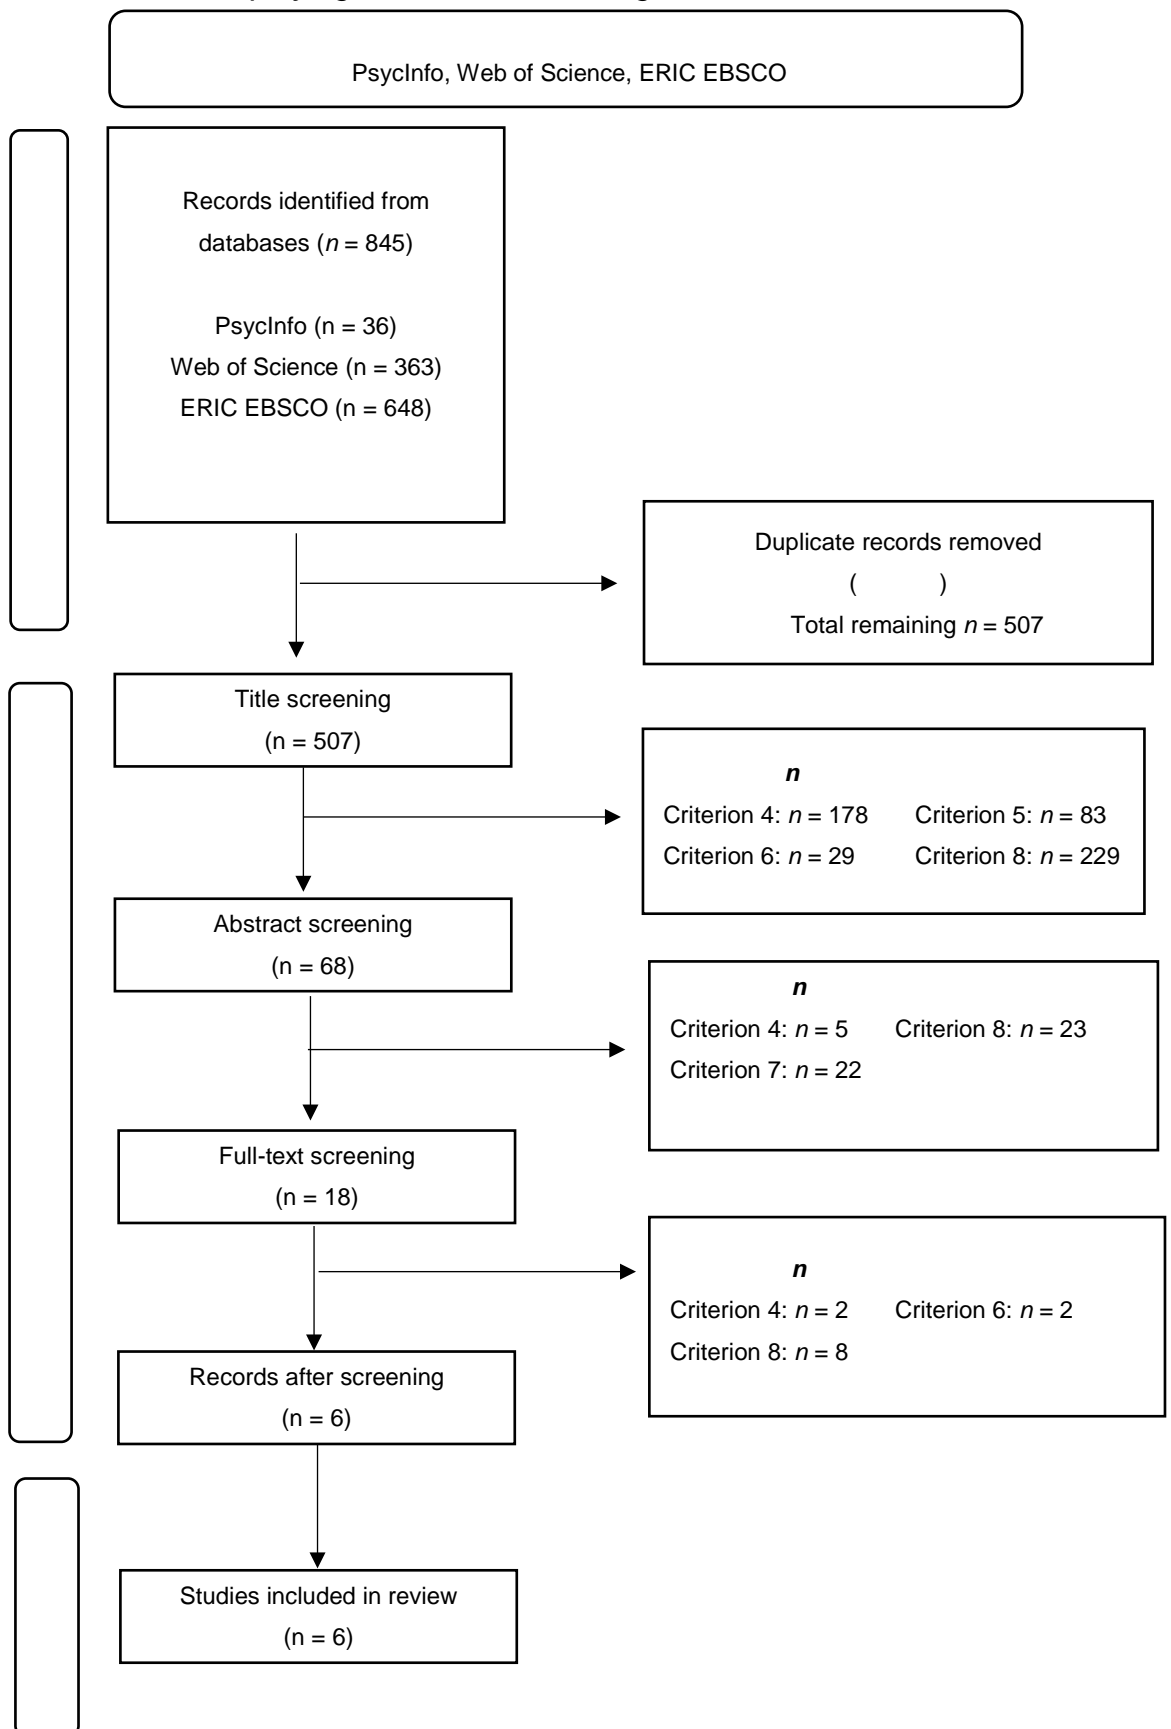 PsycInfo, Web of Science, ERIC EBSCO
Records identified from
databases (n = 845)
PsycInfo (n = 36)
Web of Science (n = 363)
ERIC EBSCO (n = 648)
Duplicate records removed
( )
Total remaining n = 507
Title screening
(n = 507)
n
Criterion 4: n = 178 Criterion 5: n = 83
Criterion 6: n = 29 Criterion 8: n = 229
Abstract screening
(n = 68)
n
Criterion 4: n = 5 Criterion 8: n = 23
Criterion 7: n = 22
Full-text screening
(n = 18)
n
Criterion 4: n = 2 Criterion 6: n = 2
Criterion 8: n = 8
Records after screening
(n = 6)
Studies included in review
(n = 6)